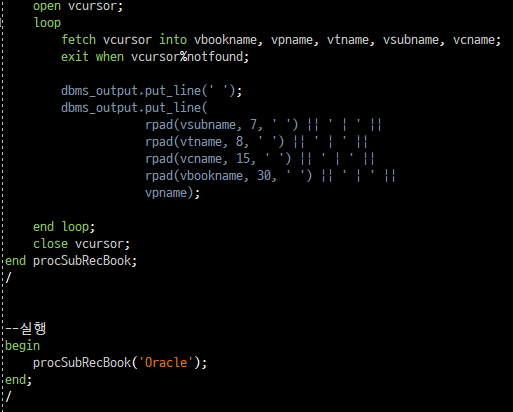 open vcursor;
loop
fetch vcursor into vbookname, vpname, vtname, vsubname, vcname;
exit when vcursor%notfound;
dbms_output.put_line(' ');
dbms_output.put_line(
rpad(vsubname, 7, ' ') || ' | ' ||
rpad(vtname, 8, ' ') || ' | ' ||
rpad(vcname, 15, ' ') || ' | ' ||
rpad(vbookname, 30, ' ') || ' | ' ||
vpname);
end loop;
close vcursor;
end procSubRecBook;
/
--실행
begin
procSubRecBook('Oracle');
end;
/